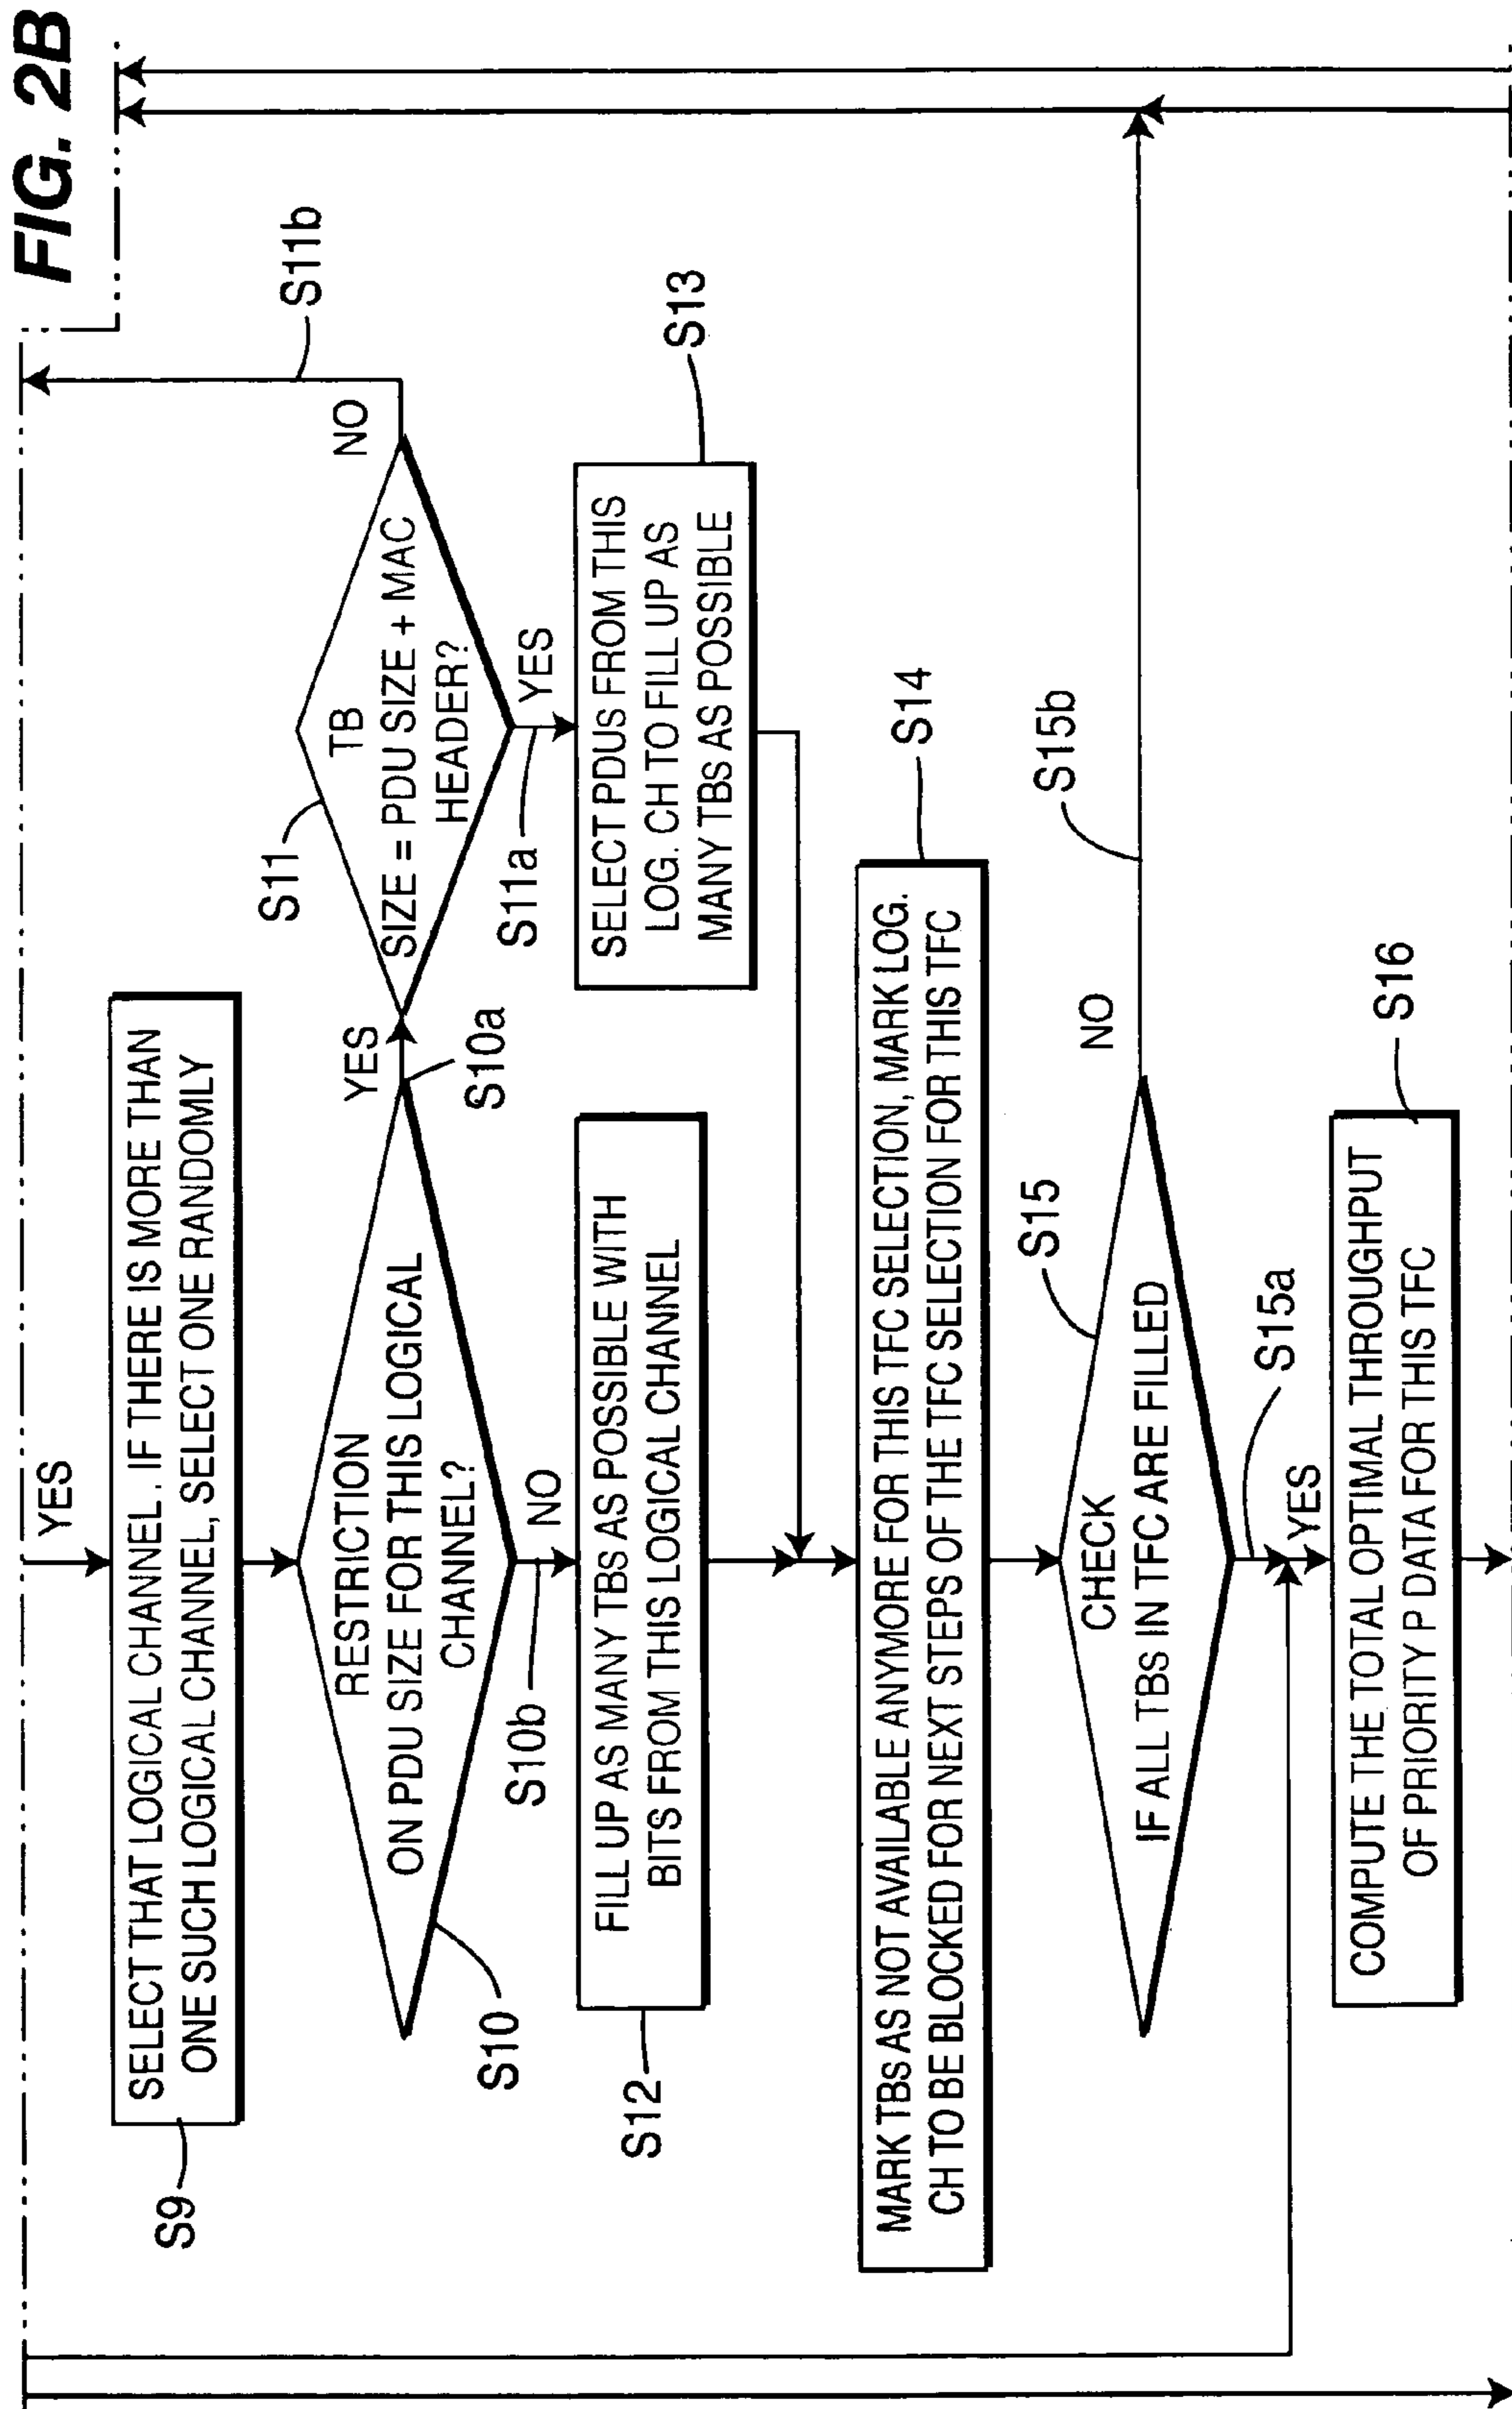 FIG. 2B
YES
SELECT THAT LOGICAL CHANNEL. IF THERE IS MORE THAN
ONE SUCH LOGICAL CHANNEL, SELECT ONE RANDOMLY
S9
RESTRICTION
ON PDU SIZE FOR THIS LOGICAL
CHANNEL?
S10
YES
S10a
NO
S10b
TB
SIZE = PDU SIZE + MAC
HEADER?
S11
NO
S11b
YES
S11a
FILL UP AS MANY TBS AS POSSIBLE WITH
BITS FROM THIS LOGICAL CHANNEL
S12
SELECT PDUS FROM THIS
LOG. CH TO FILL UP AS
MANY TBS AS POSSIBLE
S13
MARK TBS AS NOT AVAILABLE ANYMORE FOR THIS TFC SELECTION, MARK LOG.
CH TO BE BLOCKED FOR NEXT STEPS OF THE TFC SELECTION FOR THIS TFC
S14
CHECK
IF ALL TBS IN TFC ARE FILLED
S15
NO
S15b
S15a
YES
COMPUTE THE TOTAL OPTIMAL THROUGHPUT
OF PRIORITY P DATA FOR THIS TFC
S16